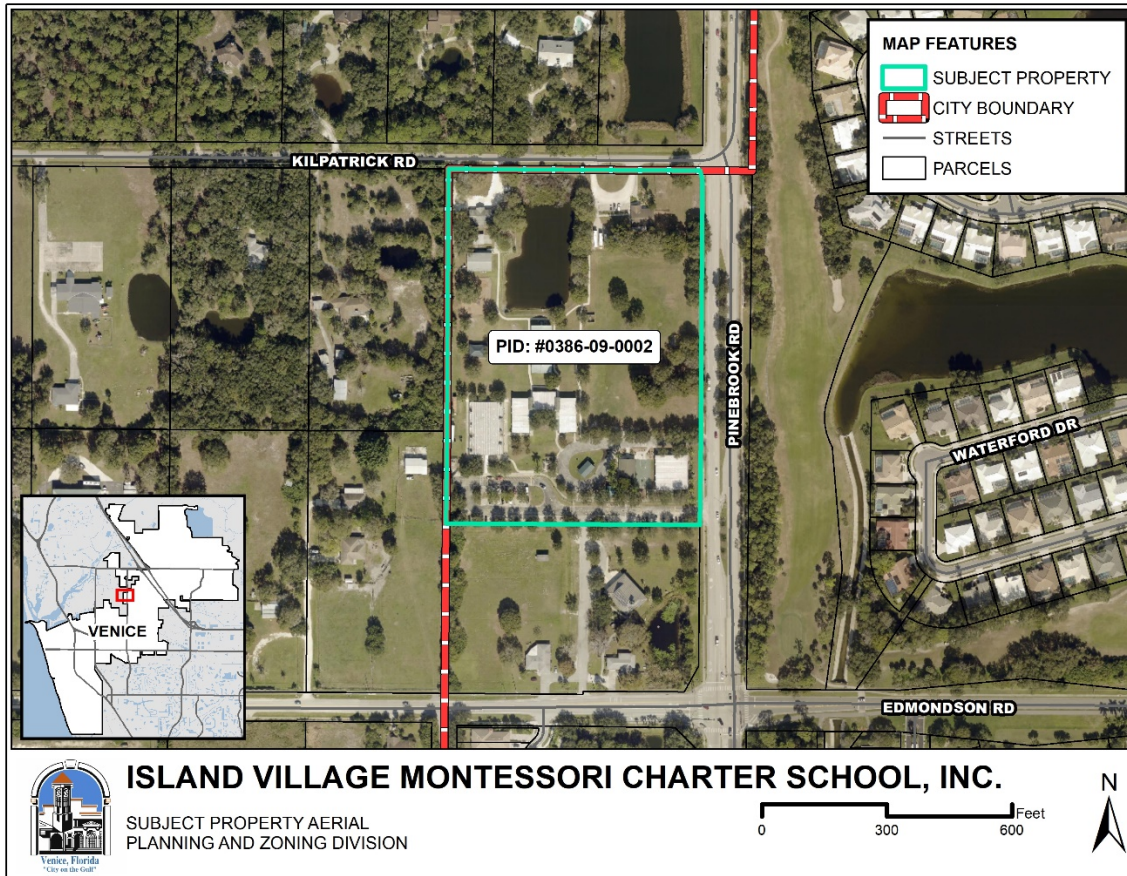 MAP FEATURES
SUBJECT PROPERTY
CITY BOUNDARY
STREETS
PARCELS
KILPATRICK RD
PID: #0386-09-0002
PINEBROOK RD
WATERFORD DR
VENICE
EDMONDSON RD
ISLAND VILLAGE MONTESSORI CHARTER SCHOOL, INC.
SUBJECT PROPERTY AERIAL
PLANNING AND ZONING DIVISION
Venice, Florida
"City on the Gulf"
Feet
0 300 600
N